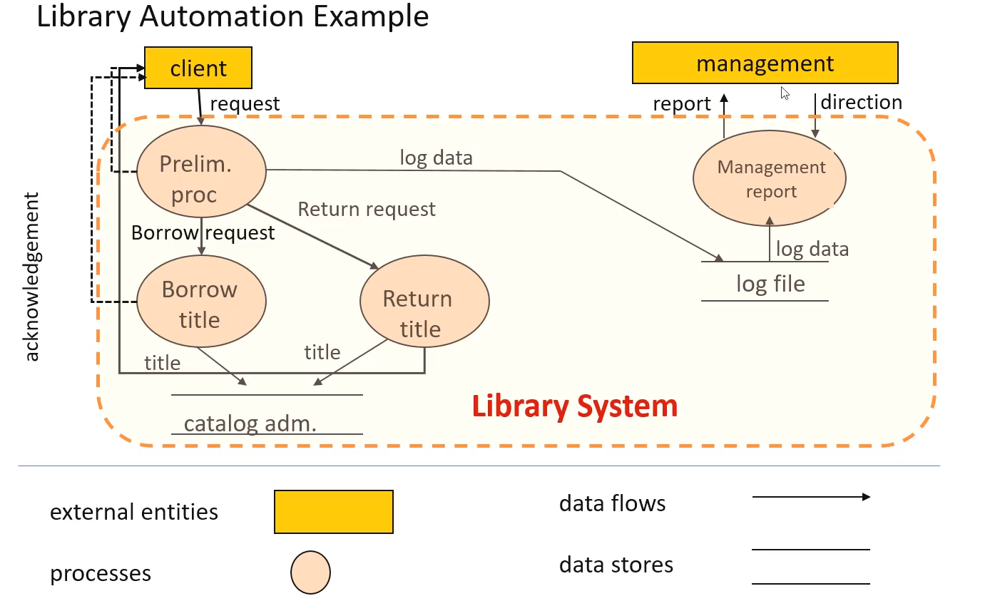 Library Automation Example
client
management
request
report
direction
Prelim.
proc
log data
Management
report
Return request
Borrow request
log data
acknowledgement
Borrow
title
Return
title
log file
title
title
Library System
catalog adm.
external entities
data flows
processes
data stores